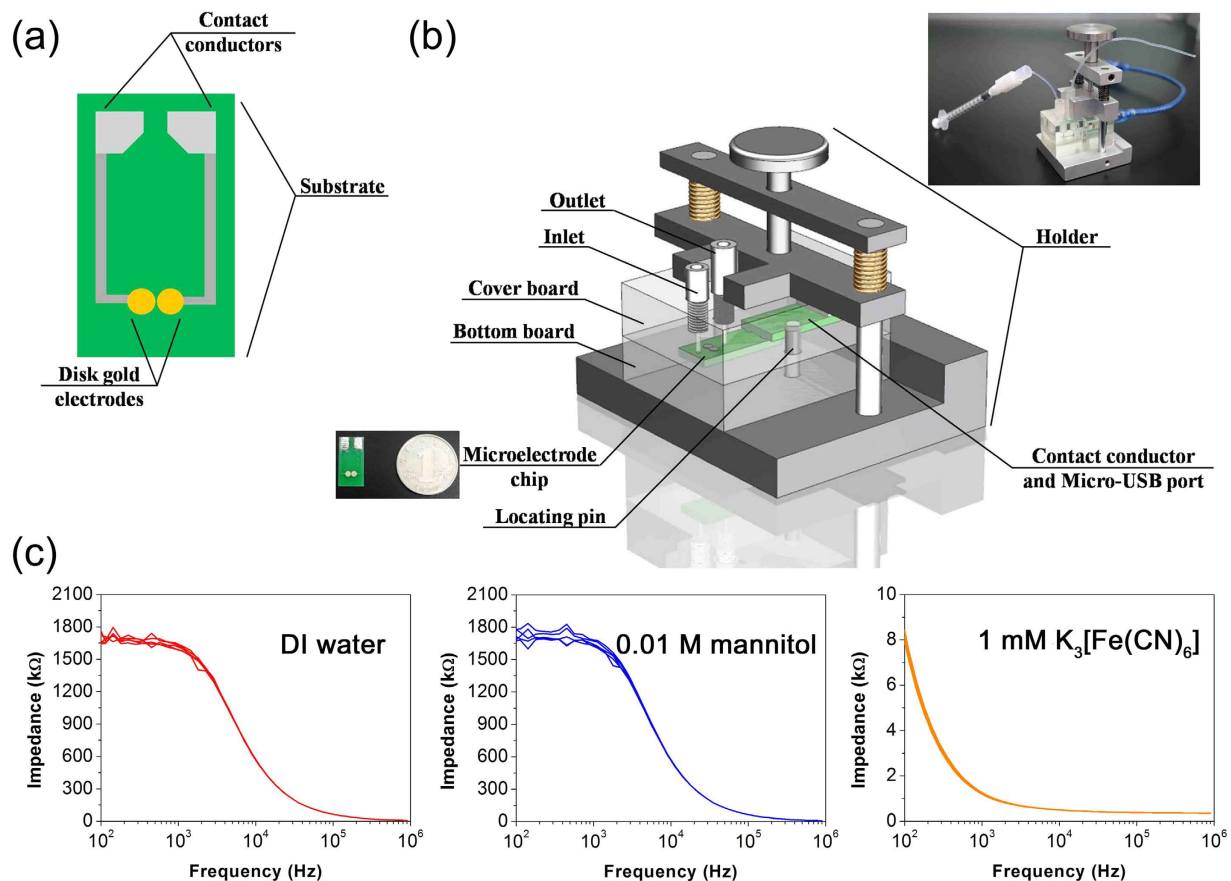 (a)
Contact
conductors
Substrate
Disk gold
electrodes
(b)
Outlet
Inlet
Cover board
Bottom board
Holder
Microelectrode
chip
Locating pin
Contact conductor
and Micro-USB port
(c)
2100
1800
1500
1200
900
600
300
0
Impedance (kΩ)
DI water
10² 10³ 10⁴ 10⁵ 10⁶
Frequency (Hz)
2100
1800
1500
1200
900
600
300
0
Impedance (kΩ)
0.01 M mannitol
10² 10³ 10⁴ 10⁵ 10⁶
Frequency (Hz)
10
8
6
4
2
0
Impedance (kΩ)
1 mM K₃[Fe(CN)₆]
10² 10³ 10⁴ 10⁵ 10⁶
Frequency (Hz)